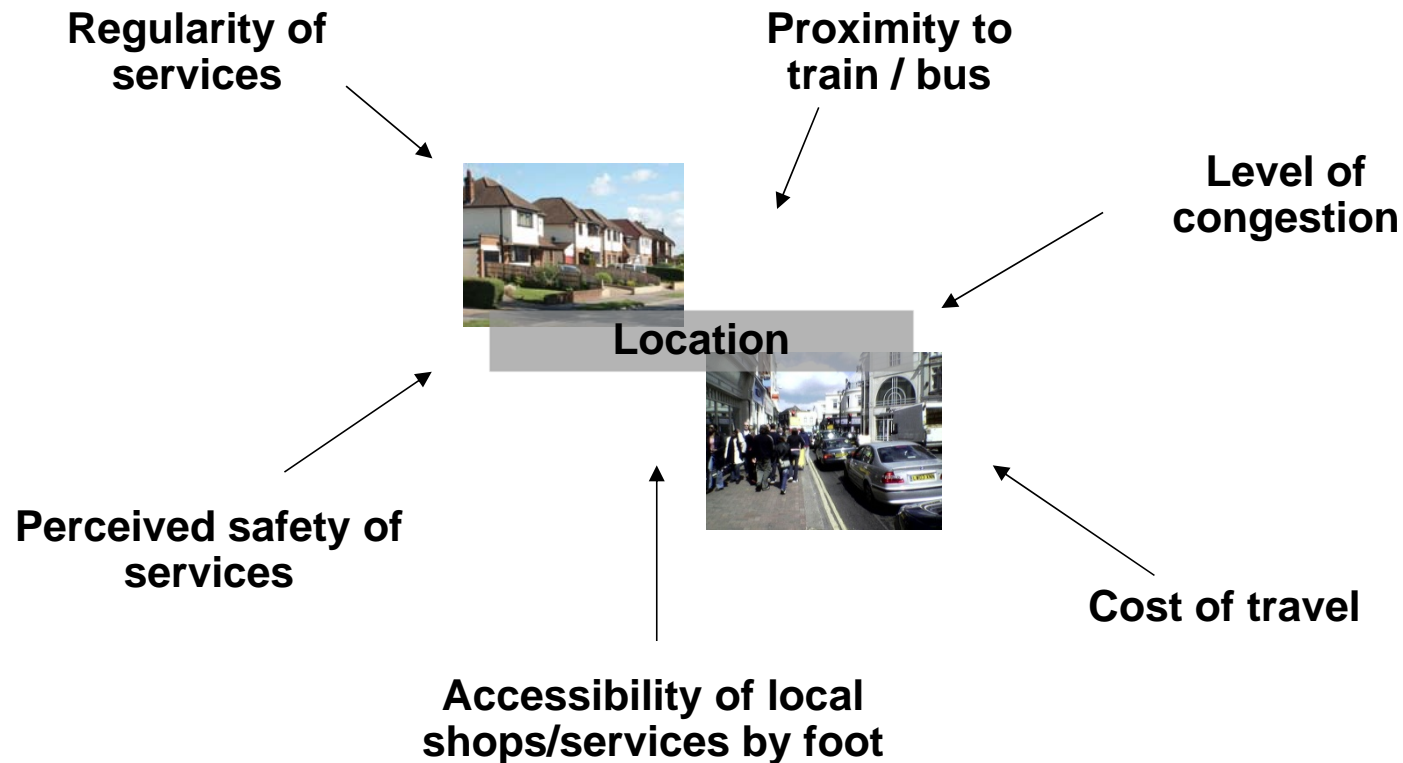 Regularity of
services
Proximity to
train / bus
Level of
congestion
Location
Perceived safety of
services
Cost of travel
Accessibility of local
shops/services by foot